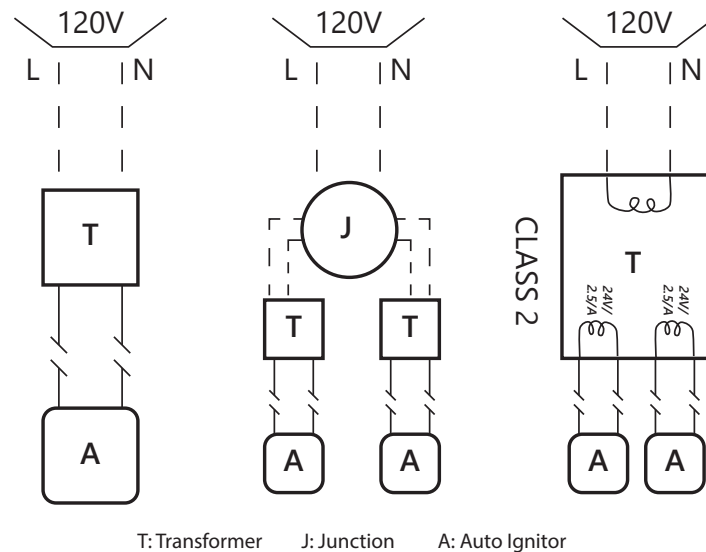 120V
L N
T
A
120V
L N
J
T T
A A
120V
L N
CLASS 2
T
24V/
2.5/A
24V/
2.5/A
A A
T: Transformer J: Junction A: Auto Ignitor